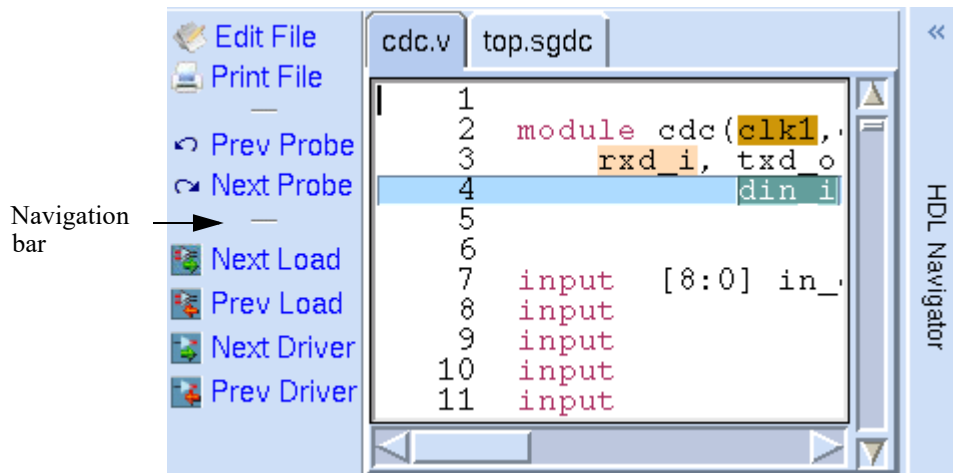 Edit File
Print File
Prev Probe
Next Probe
Navigation
bar
Next Load
Prev Load
Next Driver
Prev Driver
cdc.v top.sgdc
1
2 module cdc(clk1,
3 rxd_i, txd_o
4 din_i
5
6
7 input [8:0] in_
8 input
9 input
10 input
11 input
«
HDL Navigator